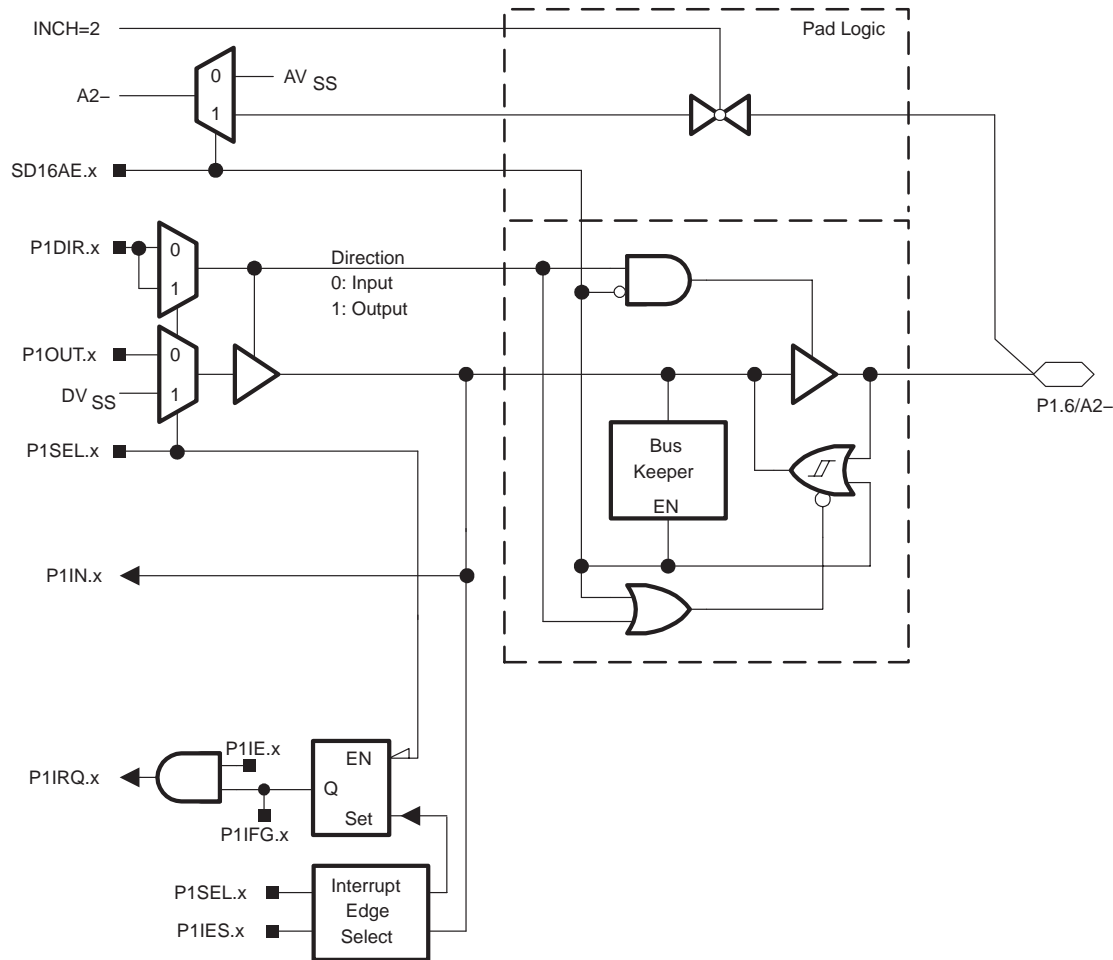 INCH=2
Pad Logic
0
AV SS
A2–
1
SD16AE.x
P1DIR.x
0
1
Direction
0: Input
1: Output
P1OUT.x
0
DV SS
1
P1.6/A2–
P1SEL.x
Bus
Keeper
EN
P1IN.x
P1IE.x
EN
P1IRQ.x
Q
P1IFG.x
Set
P1SEL.x
Interrupt
Edge
Select
P1IES.x